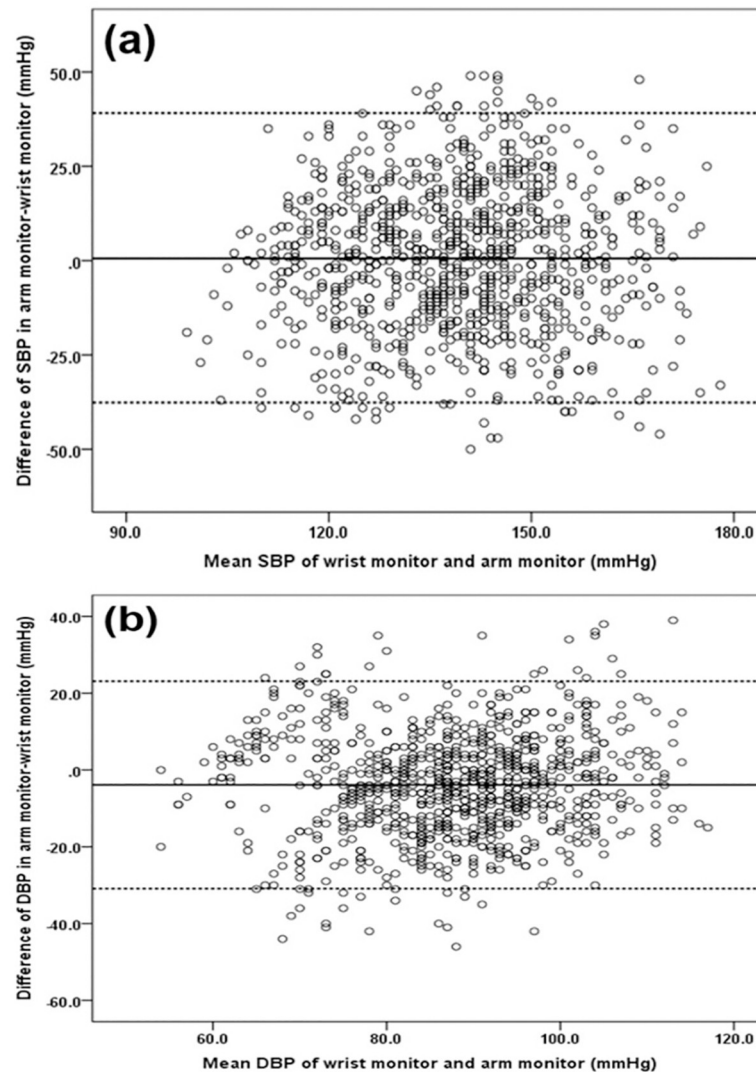 (a)
Difference of SBP in arm monitor-wrist monitor (mmHg)
50.0
25.0
.0
-25.0
-50.0
90.0 120.0 150.0 180.0
Mean SBP of wrist monitor and arm monitor (mmHg)
(b)
Difference of DBP in arm monitor-wrist monitor (mmHg)
40.0
20.0
.0
-20.0
-40.0
-60.0
60.0 80.0 100.0 120.0
Mean DBP of wrist monitor and arm monitor (mmHg)